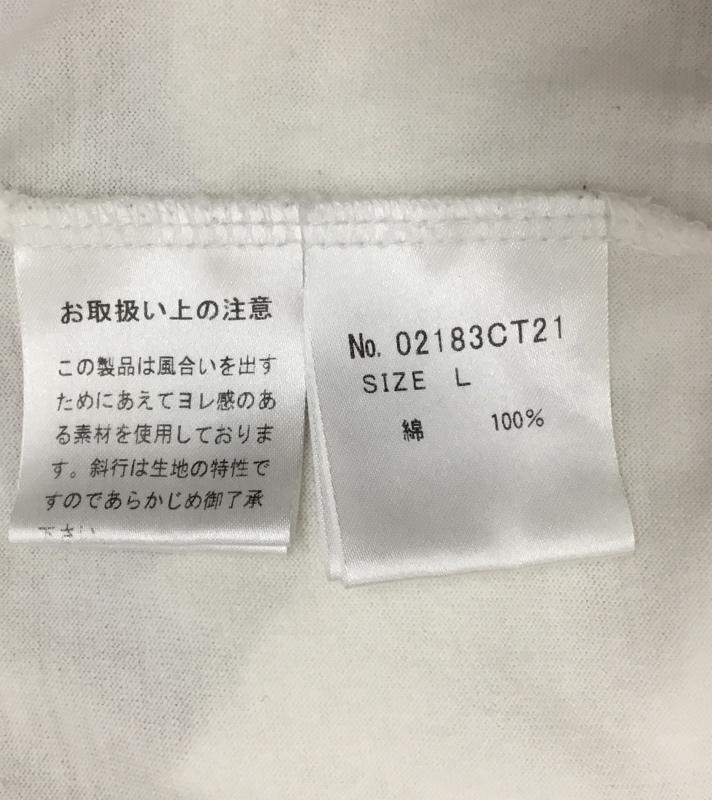 お取扱い上の注意
この製品は風合いを出す
ためにあえてヨレ感のあ
る素材を使用しておりま
す。斜行は生地の特性で
すのであらかじめ御了承
下さい
No. 02183CT21
SIZE L
綿 100%